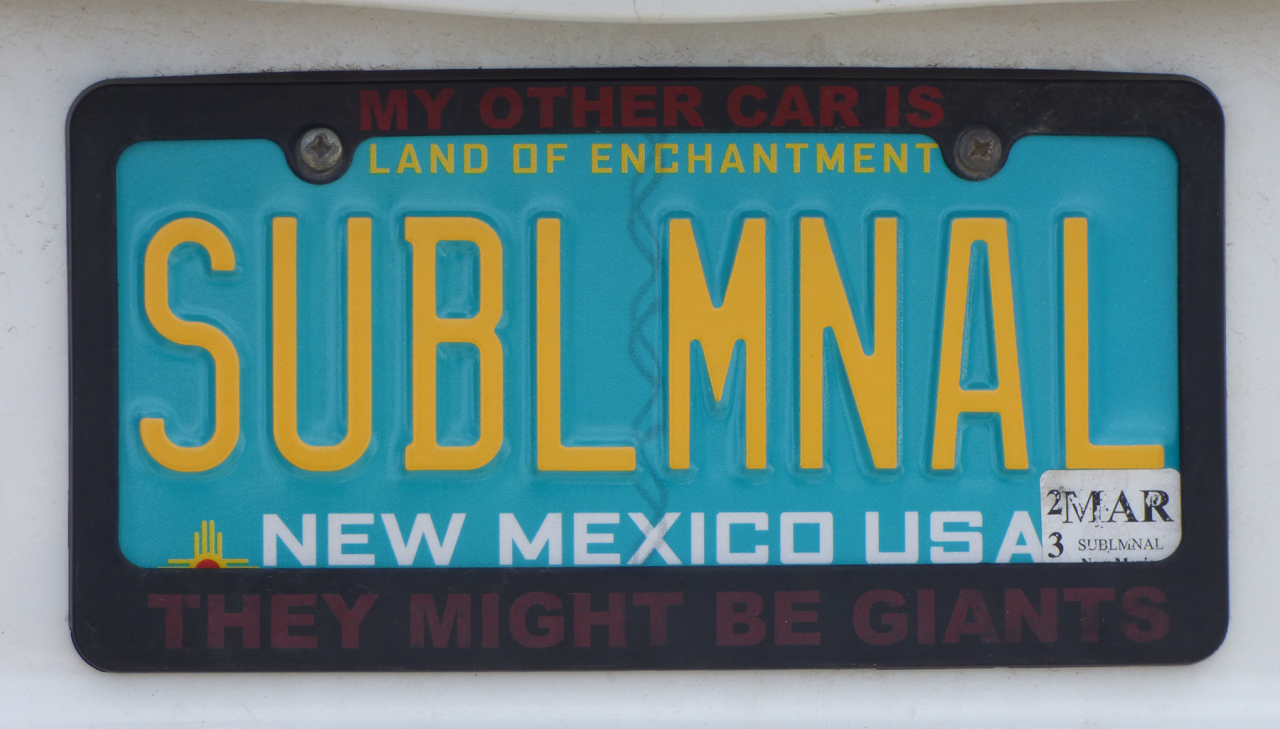 MY OTHER CAR IS
LAND OF ENCHANTMENT
SUBLMNAL
NEW MEXICO USA
2 MAR
3 SUBLMNAL
THEY MIGHT BE GIANTS